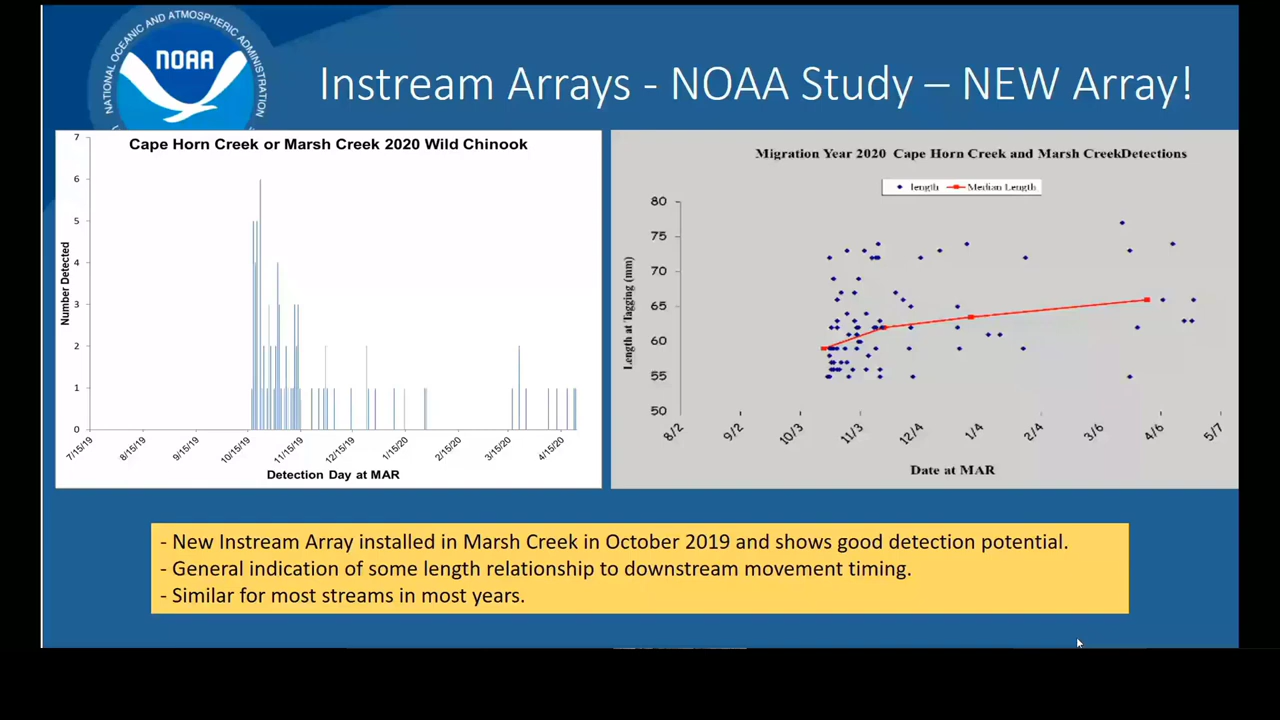 NATIONAL OCEANIC AND ATMOSPHERIC ADMINISTRATION
NOAA
Instream Arrays - NOAA Study – NEW Array!
Cape Horn Creek or Marsh Creek 2020 Wild Chinook
Number Detected
7
6
5
4
3
2
1
0
7/15/19 8/15/19 9/15/19 10/15/19 11/15/19 12/15/19 1/15/20 2/15/20 3/15/20 4/15/20
Detection Day at MAR
Migration Year 2020 Cape Horn Creek and Marsh CreekDetections
length Median Length
Length at Tagging (mm)
80
75
70
65
60
55
50
8/2 9/2 10/3 11/3 12/4 1/4 2/4 3/6 4/6 5/7
Date at MAR
- New Instream Array installed in Marsh Creek in October 2019 and shows good detection potential.
- General indication of some length relationship to downstream movement timing.
- Similar for most streams in most years.